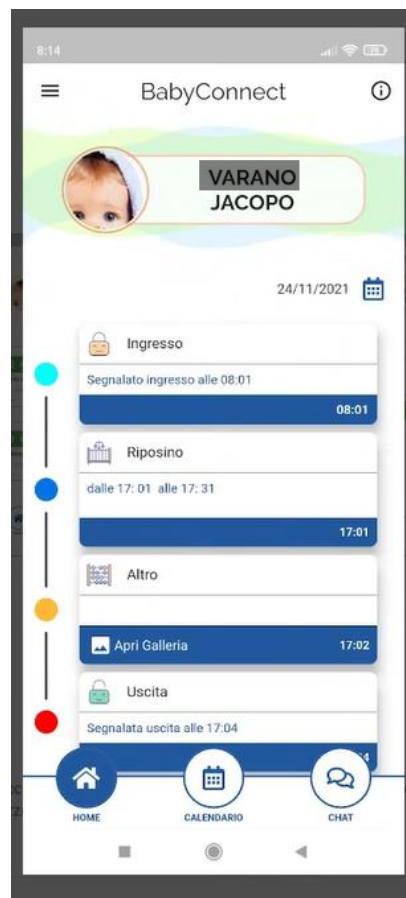 8:14
BabyConnect
VARANO
JACOPO
24/11/2021
Ingresso
Segnalato ingresso alle 08:01
08:01
Riposino
dalle 17: 01 alle 17: 31
17:01
Altro
Apri Galleria
17:02
Uscita
Segnalata uscita alle 17:04
HOME
CALENDARIO
CHAT